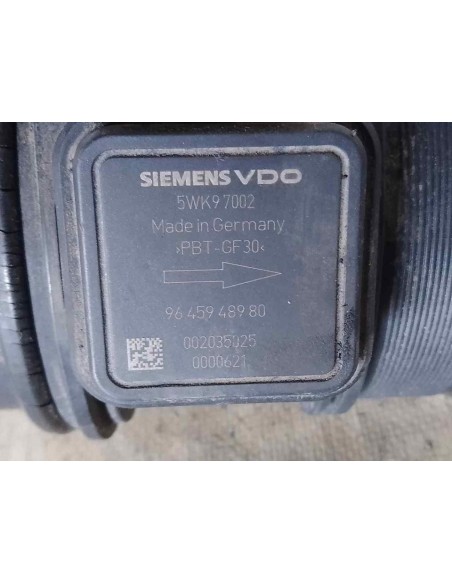 SIEMENS VDO
5WK9 7002
Made in Germany
>PBT-GF30<
96 459 489 80
002035025
0000621